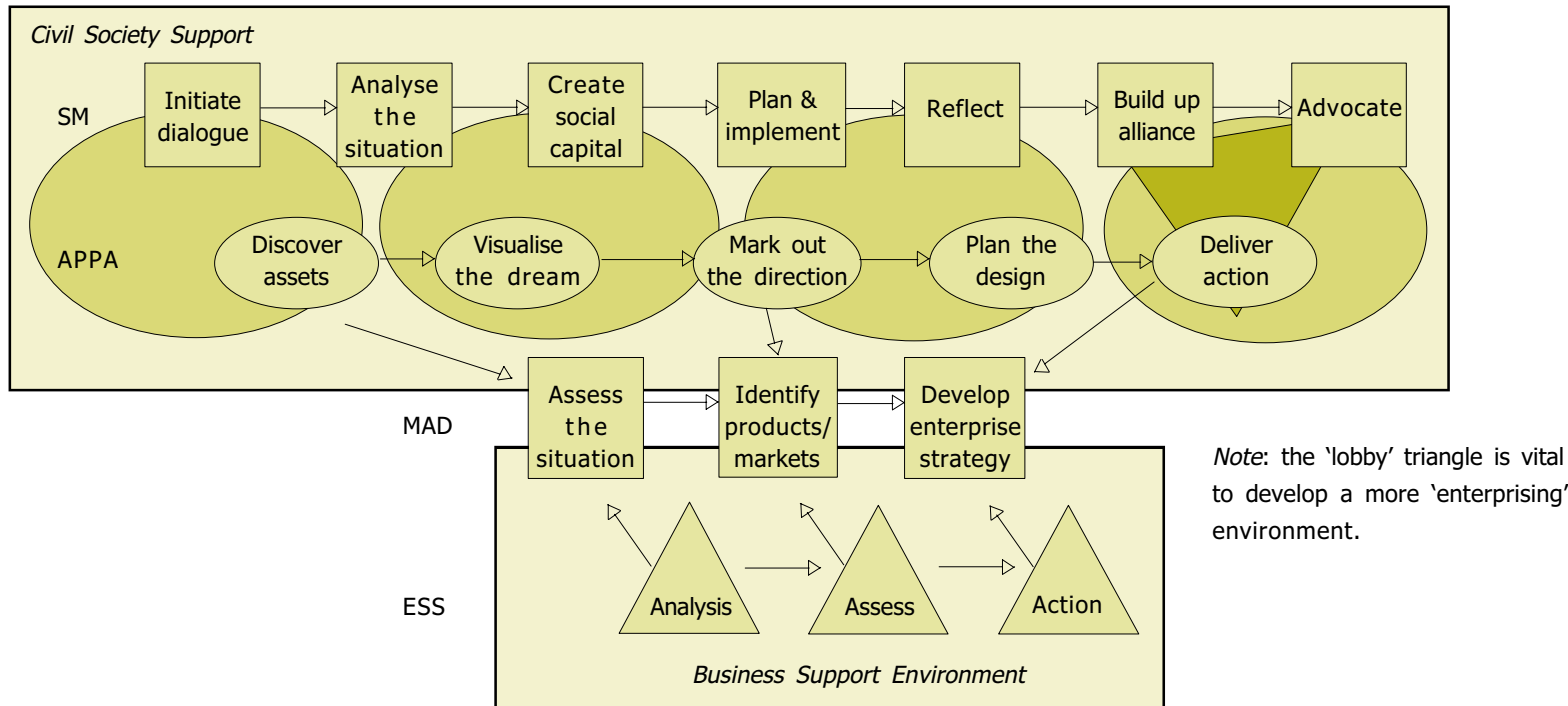 Civil Society Support
SM
Initiate
dialogue
Analyse
the
situation
Create
social
capital
Plan &
implement
Reflect
Build up
alliance
Advocate
APPA
Discover
assets
Visualise
the dream
Mark out
the direction
Plan the
design
Deliver
action
MAD
Assess
the
situation
Identify
products/
markets
Develop
enterprise
strategy
Note: the ‘lobby’ triangle is vital
to develop a more ‘enterprising’
environment.
ESS
Analysis
Assess
Action
Business Support Environment